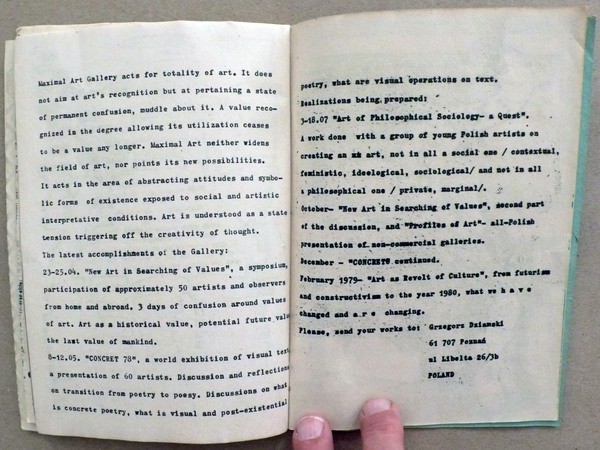 Maximal Art Gallery acts for totality of art. It does
not aim at art's recognition but at pertaining a state
of permanent confusion, muddle about it. A value reco-
gnized in the degree allowing its utilization ceases
to be a value any longer. Maximal Art neither widens
the field of art, nor points its new possibilities.
It acts in the area of abstracting attitudes and symbo-
lic forms of existence exposed to social and artistic
interpretative conditions. Art is understood as a state
tension triggering off the creativity of thought.
The latest accomplishments of the Gallery:
23-25.04. "New Art in Searching of Values", a symposium,
participation of approximately 50 artists and observers
from home and abroad. 3 days of confusion around values
of art. Art as a historical value, potential future value
the last value of mankind.
8-12.05. "CONCRET 78", a world exhibition of visual text
a presentation of 60 artists. Discussion and reflections
on transition from poetry to poesy. Discussions on what
is concrete poetry, what is visual and post-existential
poetry, what are visual operations on text.
Realizations being prepared:
3-18.07 "Art of Philosophical Sociology- a Quest".
A work done with a group of young Polish artists on
creating an art, not in all a social one / contextual,
feministic, ideological, sociological/ and not in all
a philosophical one / private, marginal/.
October- "New Art in Searching of Values", second part
of the discussion, and "Profiles of Art"- all-Polish
presentation of non-commercial galleries.
December - "CONCRETS continued.
February 1979- "Art as Revolt of Culture", from futurism
and constructivism to the year 1980, what we h a v e
changed and a.r e changing.
Please, send your works to: Grzegorz Dziamski
61 707 Poznań
ul Libelta 26/3b
POLAND